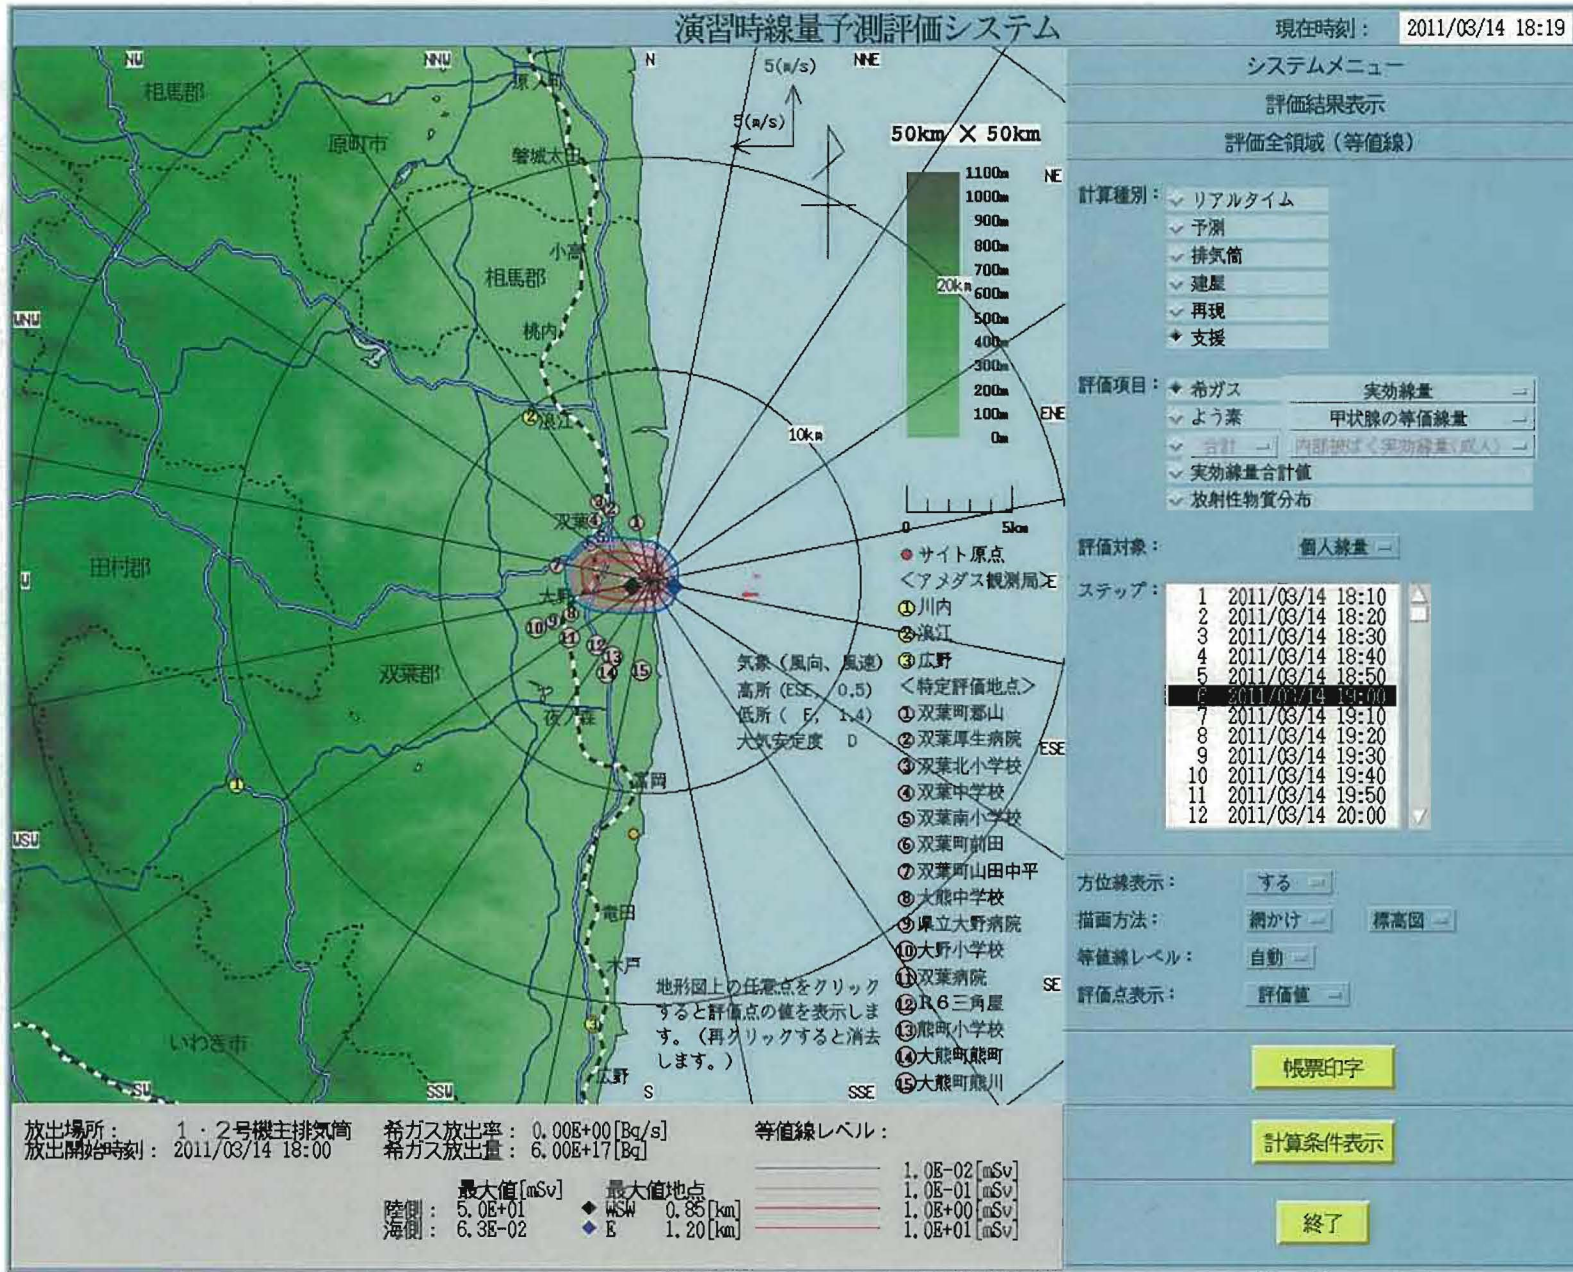 演習時線量予測評価システム
現在時刻: 2011/03/14 18:19
NW
NNW
N
NNE
NE
ENE
E
ESE
SE
SSE
S
SSW
SW
WSW
W
WNW
相馬郡
原町市
原ノ町
磐城太田
小高
相馬郡
桃内
②浪江
双葉
大野
田村郡
双葉郡
夜ノ森
富岡
竜田
木戸
広野
いわき市
5(m/s)
5(m/s)
50km × 50km
1100m
1000m
900m
800m
700m
600m
500m
400m
300m
200m
100m
0m
20km
10km
0 5km
サイト原点
<アメダス観測局>
①川内
②浪江
③広野
<特定評価地点>
①双葉町郡山
②双葉厚生病院
③双葉北小学校
④双葉中学校
⑤双葉南小学校
⑥双葉町前田
⑦双葉町山田中平
⑧大熊中学校
⑨県立大野病院
⑩大野小学校
⑪双葉病院
⑫R6三角屋
⑬熊町小学校
⑭大熊町熊町
⑮大熊町熊川
気象(風向、風速)
高所(ESE, 0.5)
低所( E, 1.4)
大気安定度 D
地形図上の任意点をクリック
すると評価点の値を表示しま
す。(再クリックすると消去
します。)
システムメニュー
評価結果表示
評価全領域(等値線)
計算種別: リアルタイム
予測
排気筒
建屋
再現
支援
評価項目: 希ガス 実効線量
よう素 甲状腺の等価線量
合計 内部被ばく実効線量(成人)
実効線量合計値
放射性物質分布
評価対象: 個人線量
ステップ: 1 2011/03/14 18:10
2 2011/03/14 18:20
3 2011/03/14 18:30
4 2011/03/14 18:40
5 2011/03/14 18:50
6 2011/03/14 19:00
7 2011/03/14 19:10
8 2011/03/14 19:20
9 2011/03/14 19:30
10 2011/03/14 19:40
11 2011/03/14 19:50
12 2011/03/14 20:00
方位線表示: する
描画方法: 網かけ 標高図
等値線レベル: 自動
評価点表示: 評価値
帳票印字
計算条件表示
終了
放出場所: 1・2号機主排気筒 希ガス放出率: 0.00E+00[Bq/s] 等値線レベル:
放出開始時刻: 2011/03/14 18:00 希ガス放出量: 6.00E+17[Bq]
最大値[mSv] 最大値地点
陸側: 5.0E+01 ◆ WSW 0.85[km]
海側: 6.3E-02 ◆ E 1.20[km]
1.0E-02[mSv]
1.0E-01[mSv]
1.0E+00[mSv]
1.0E+01[mSv]